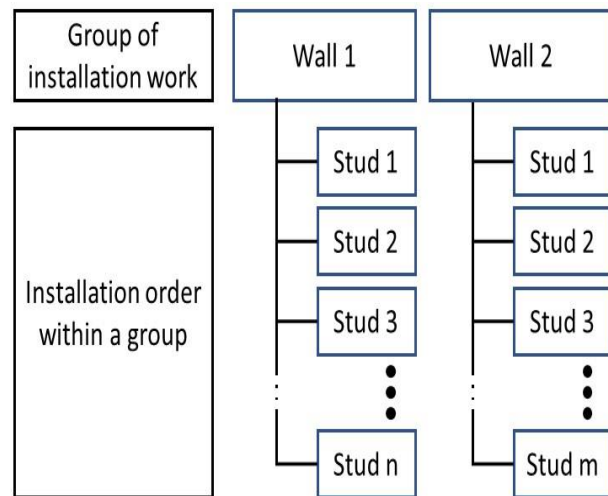 Group of
installation work
Wall 1
Wall 2
Installation order
within a group
Stud 1
Stud 2
Stud 3
Stud n
Stud 1
Stud 2
Stud 3
Stud m